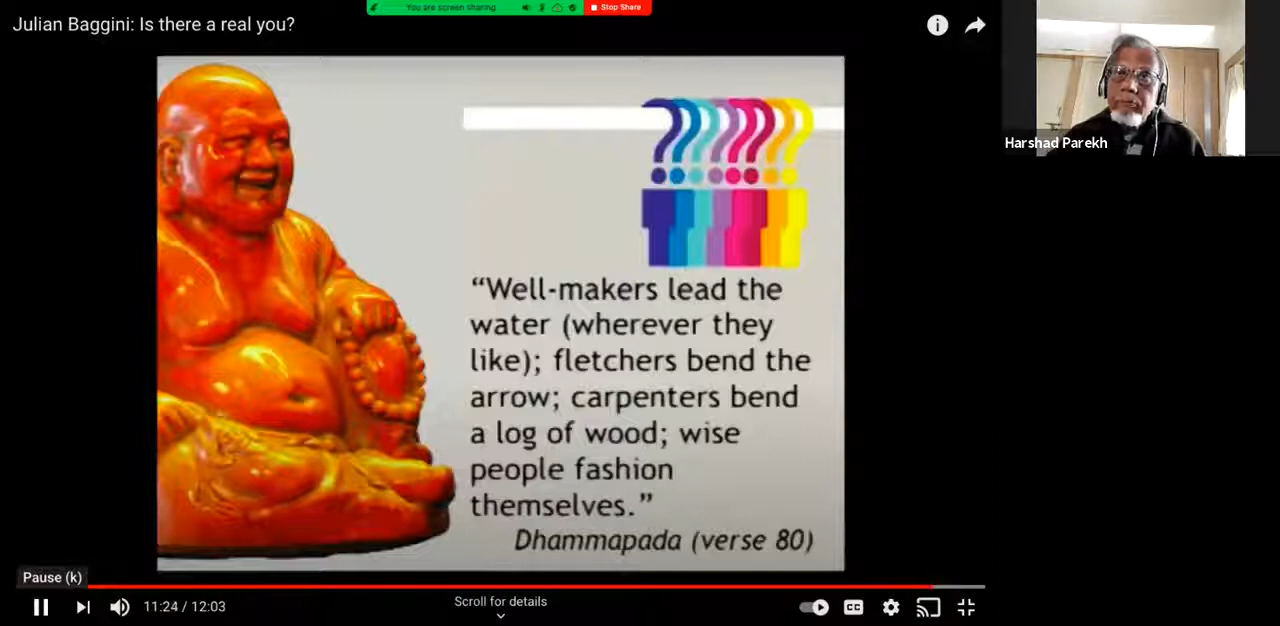 You are screen sharing
Stop Share
Julian Baggini: Is there a real you?
Harshad Parekh
“Well-makers lead the
water (wherever they
like); fletchers bend the
arrow; carpenters bend
a log of wood; wise
people fashion
themselves.”
Dhammapada (verse 80)
Pause (k)
11:24 / 12:03
Scroll for details
CC